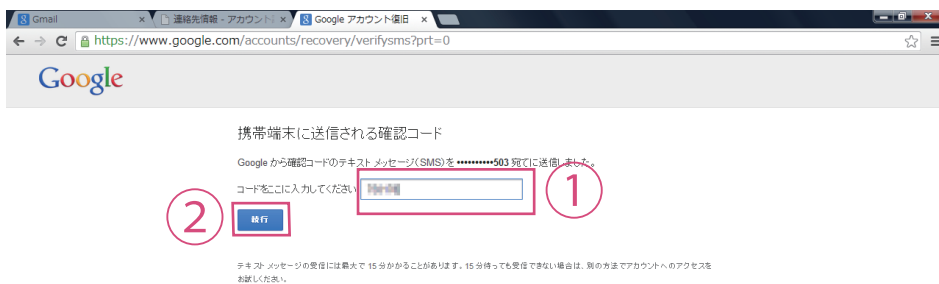 Gmail
連絡先情報 - アカウント
Google アカウント復旧
https://www.google.com/accounts/recovery/verifysms?prt=0
Google
携帯端末に送信される確認コード
Google から確認コードのテキスト メッセージ(SMS)を ••••••••••503 宛てに送信しました。
コードをここに入力してください
1
2
続行
テキスト メッセージの受信には最大で 15 分かかることがあります。15 分待っても受信できない場合は、別の方法でアカウントへのアクセスを
お試しください。